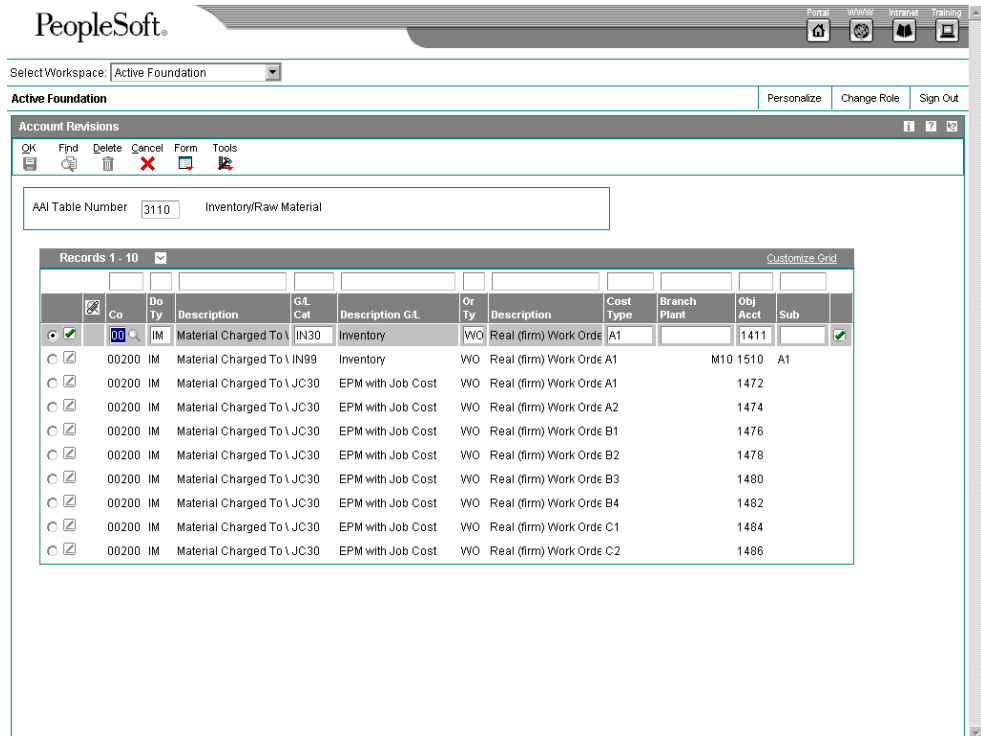 PeopleSoft.
Portal WWW Intranet Training
Select Workspace: Active Foundation
Active Foundation Personalize Change Role Sign Out
Account Revisions
OK Find Delete Cancel Form Tools
AAI Table Number 3110 Inventory/Raw Material
Records 1 - 10 Customize Grid
Co Do Ty Description G/L Cat Description G/L Or Ty Description Cost Type Branch Plant Obj Acct Sub
00 IM Material Charged To \ IN30 Inventory WO Real (firm) Work Orde A1 1411
00200 IM Material Charged To \ IN99 Inventory WO Real (firm) Work Orde A1 M10 1510 A1
00200 IM Material Charged To \ JC30 EPM with Job Cost WO Real (firm) Work Orde A1 1472
00200 IM Material Charged To \ JC30 EPM with Job Cost WO Real (firm) Work Orde A2 1474
00200 IM Material Charged To \ JC30 EPM with Job Cost WO Real (firm) Work Orde B1 1476
00200 IM Material Charged To \ JC30 EPM with Job Cost WO Real (firm) Work Orde B2 1478
00200 IM Material Charged To \ JC30 EPM with Job Cost WO Real (firm) Work Orde B3 1480
00200 IM Material Charged To \ JC30 EPM with Job Cost WO Real (firm) Work Orde B4 1482
00200 IM Material Charged To \ JC30 EPM with Job Cost WO Real (firm) Work Orde C1 1484
00200 IM Material Charged To \ JC30 EPM with Job Cost WO Real (firm) Work Orde C2 1486